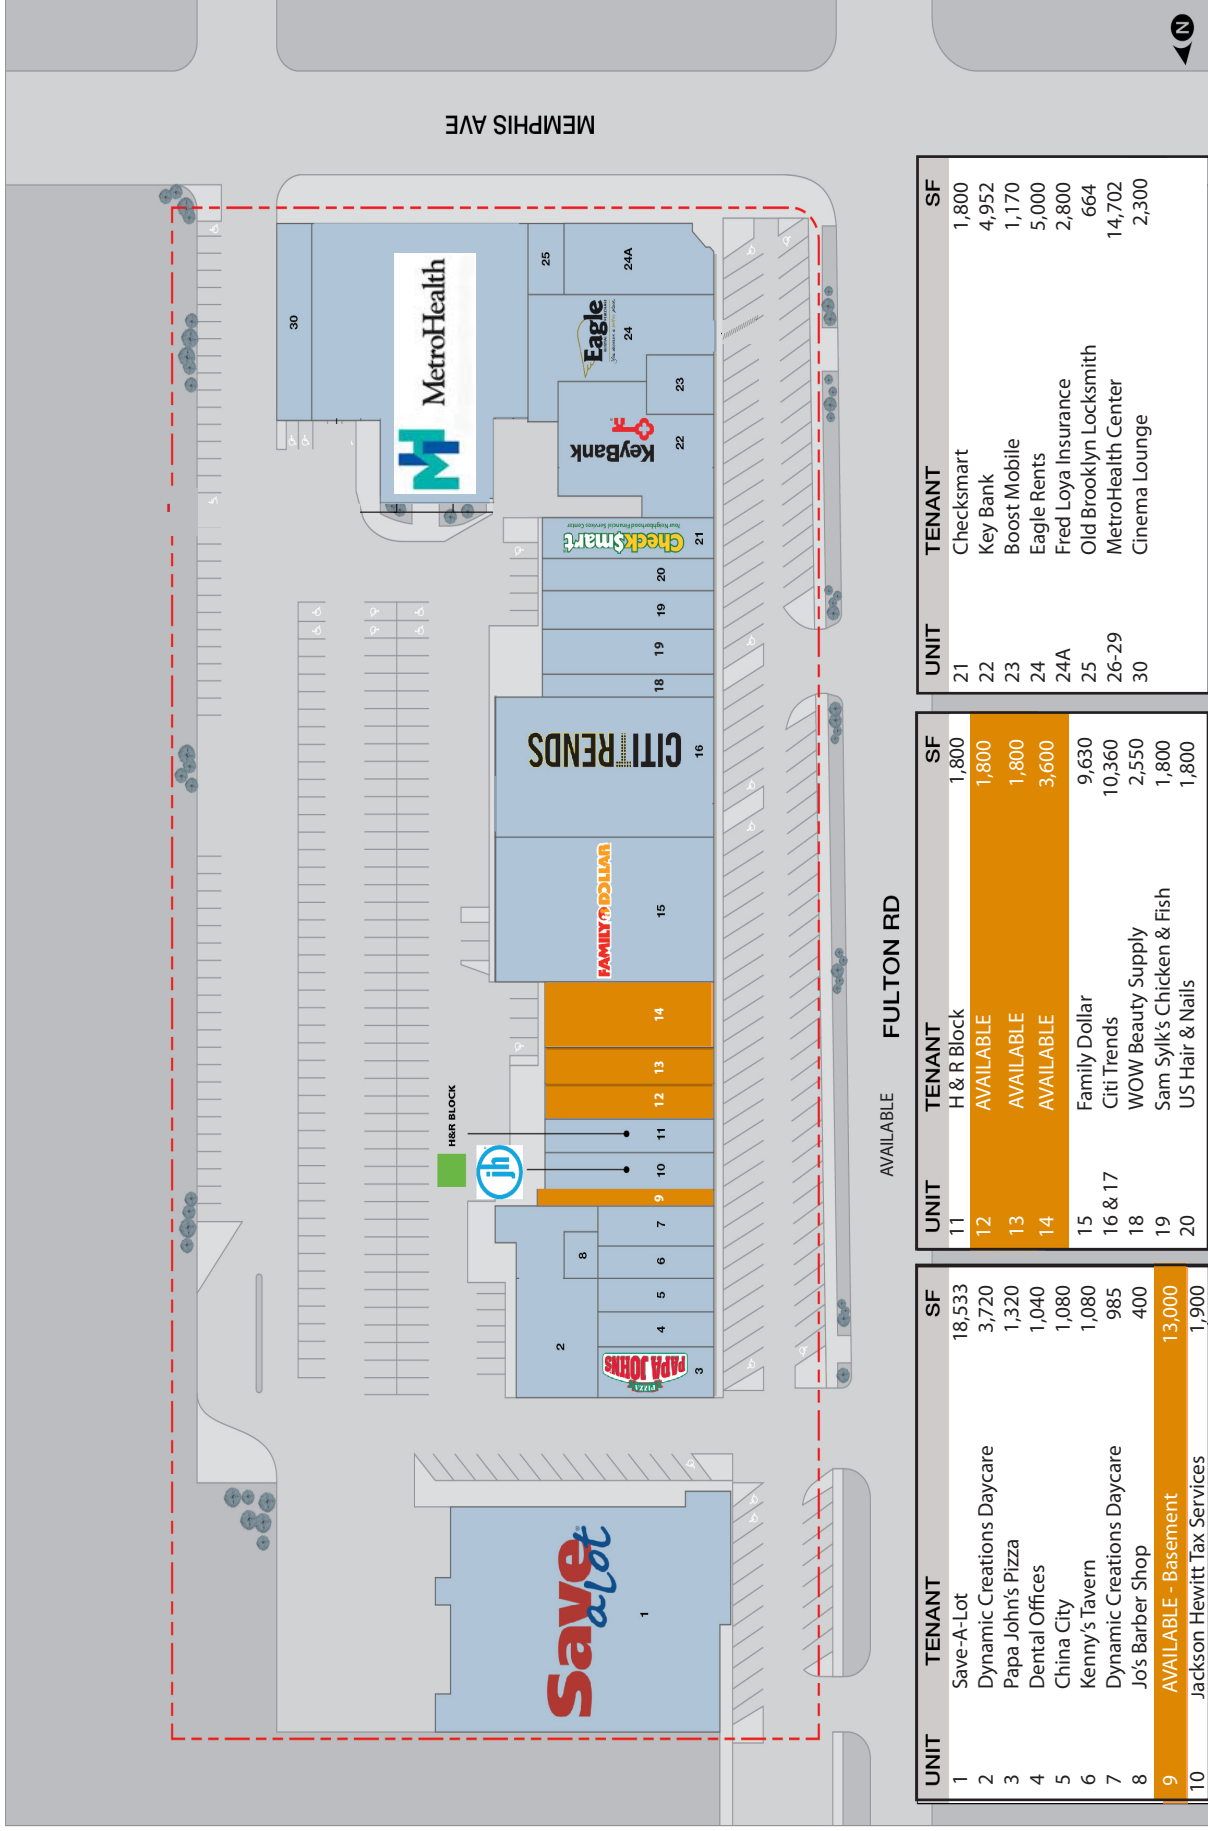 N
MEMPHIS AVE
FULTON RD
AVAILABLE
30
MetroHealth
25
24A
Eagle
24
23
KeyBank
22
Check$mart
Your Neighborhood Financial Services Center
21
20
19
19
18
CITITRENDS
16
FAMILY DOLLAR
15
14
13
12
H&R BLOCK
11
jh
10
9
7
8
6
5
4
2
PIZZA
PAPA JOHNS
3
Save
a Lot
1
UNIT TENANT SF
1 Save-A-Lot 18,533
2 Dynamic Creations Daycare 3,720
3 Papa John's Pizza 1,320
4 Dental Offices 1,040
5 China City 1,080
6 Kenny's Tavern 1,080
7 Dynamic Creations Daycare 985
8 Jo's Barber Shop 400
9 AVAILABLE - Basement 13,000
10 Jackson Hewitt Tax Services 1,900
UNIT TENANT SF
11 H & R Block 1,800
12 AVAILABLE 1,800
13 AVAILABLE 1,800
14 AVAILABLE 3,600
15 Family Dollar 9,630
16 & 17 Citi Trends 10,360
18 WOW Beauty Supply 2,550
19 Sam Sylk's Chicken & Fish 1,800
20 US Hair & Nails 1,800
UNIT TENANT SF
21 Checksmart 1,800
22 Key Bank 4,952
23 Boost Mobile 1,170
24 Eagle Rents 5,000
24A Fred Loya Insurance 2,800
25 Old Brooklyn Locksmith 664
26-29 MetroHealth Center 14,702
30 Cinema Lounge 2,300